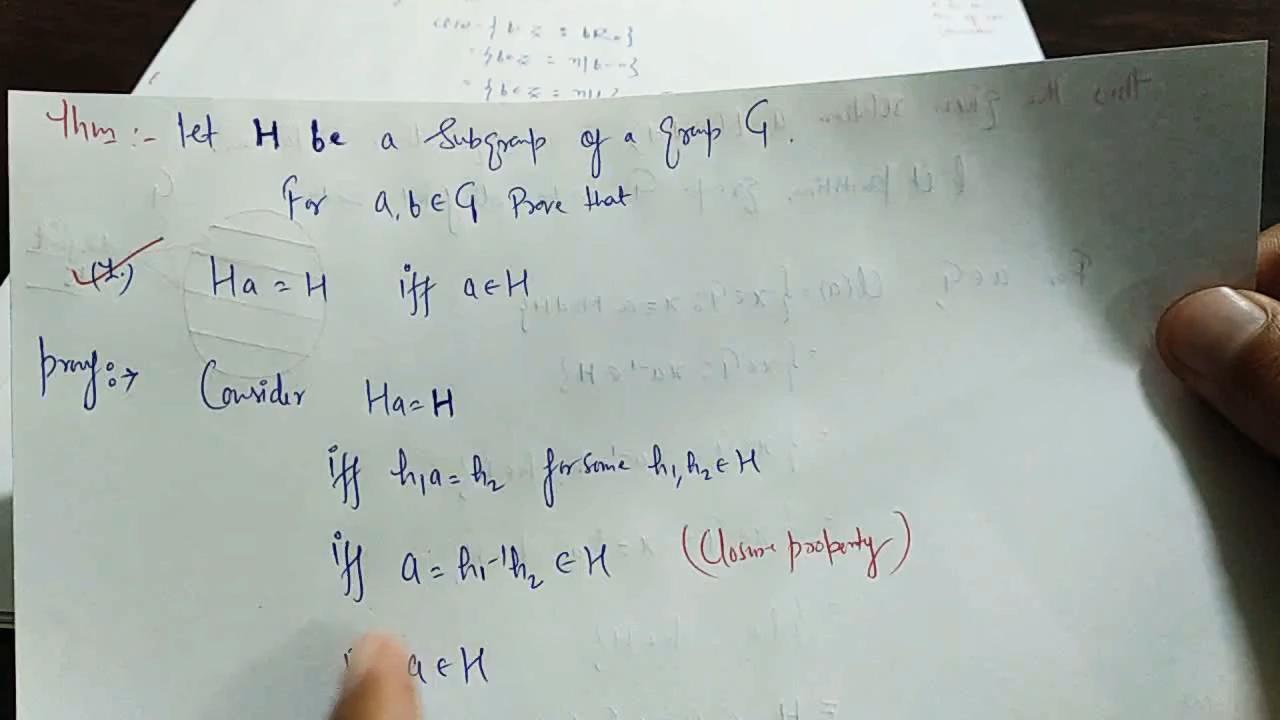 Thm :- let H be a Subgroup of a group G.
For a, b ∈ G Prove that
(1.) Ha = H iff a ∈ H
proof :→ Consider Ha = H
iff h₁a = h₂ for some h₁, h₂ ∈ H
iff a = h₁⁻¹h₂ ∈ H (Closure property)
a ∈ H